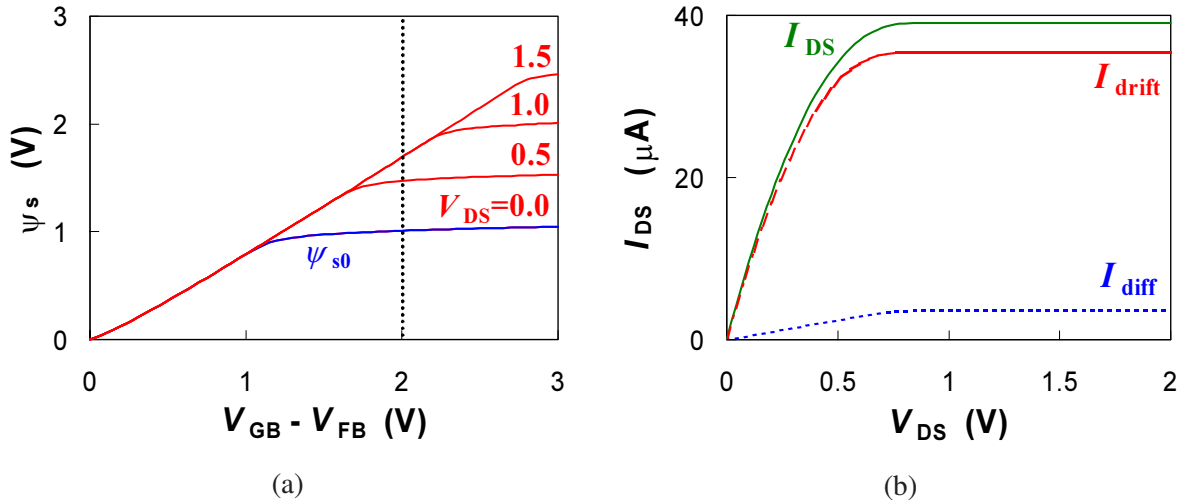 3
2
1
0
ψs (V)
1.5
1.0
0.5
VDS=0.0
ψs0
0 1 2 3
VGB - VFB (V)
(a)
40
20
0
IDS (μA)
IDS
Idrift
Idiff
0 0.5 1 1.5 2
VDS (V)
(b)